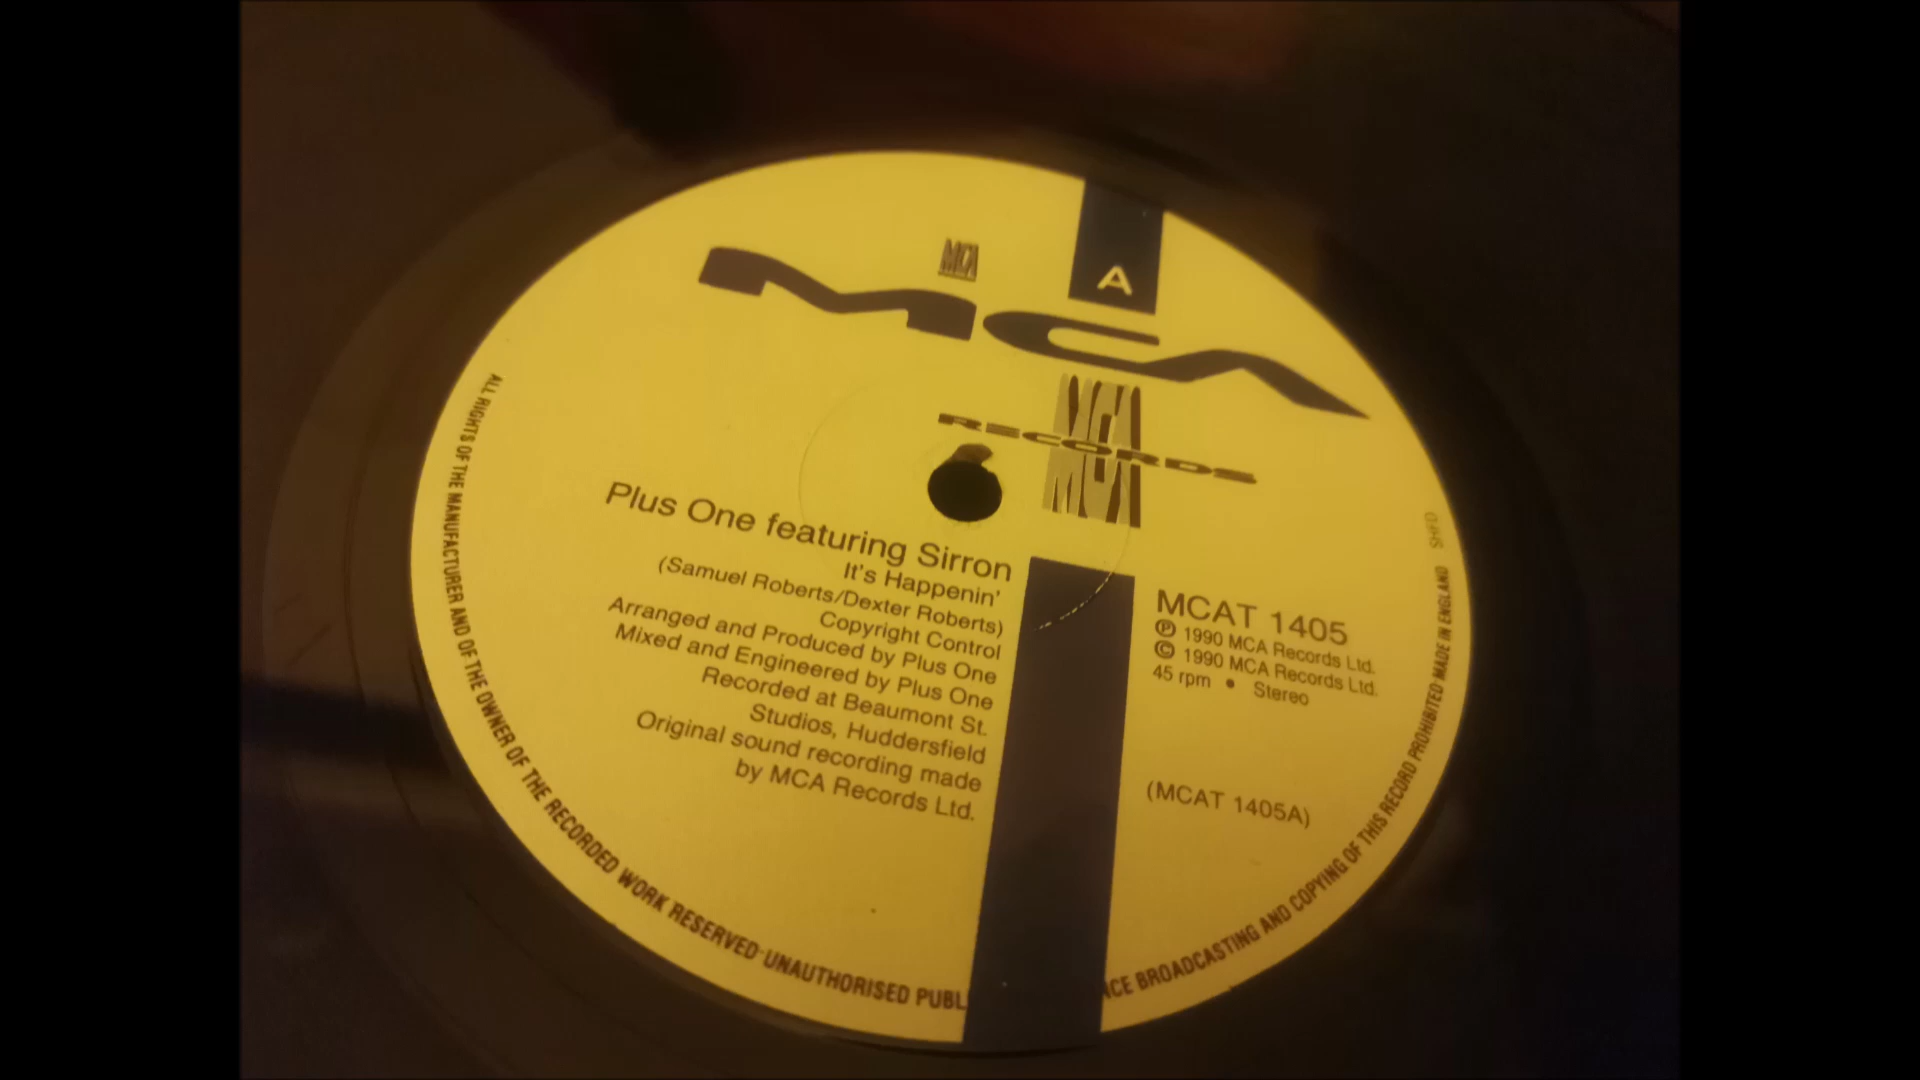 A
MCA
MCA
RECORDS
MCA
MCA
Plus One featuring Sirron
It's Happenin'
(Samuel Roberts/Dexter Roberts)
Copyright Control
Arranged and Produced by Plus One
Mixed and Engineered by Plus One
Recorded at Beaumont St.
Studios, Huddersfield
Original sound recording made
by MCA Records Ltd.
MCAT 1405
Ⓟ 1990 MCA Records Ltd.
© 1990 MCA Records Ltd.
45 rpm • Stereo
(MCAT 1405A)
ALL RIGHTS OF THE MANUFACTURER AND OF THE OWNER OF THE RECORDED WORK RESERVED·UNAUTHORISED PUBL NCE BROADCASTING AND COPYING OF THIS RECORD PROHIBITED·MADE IN ENGLAND